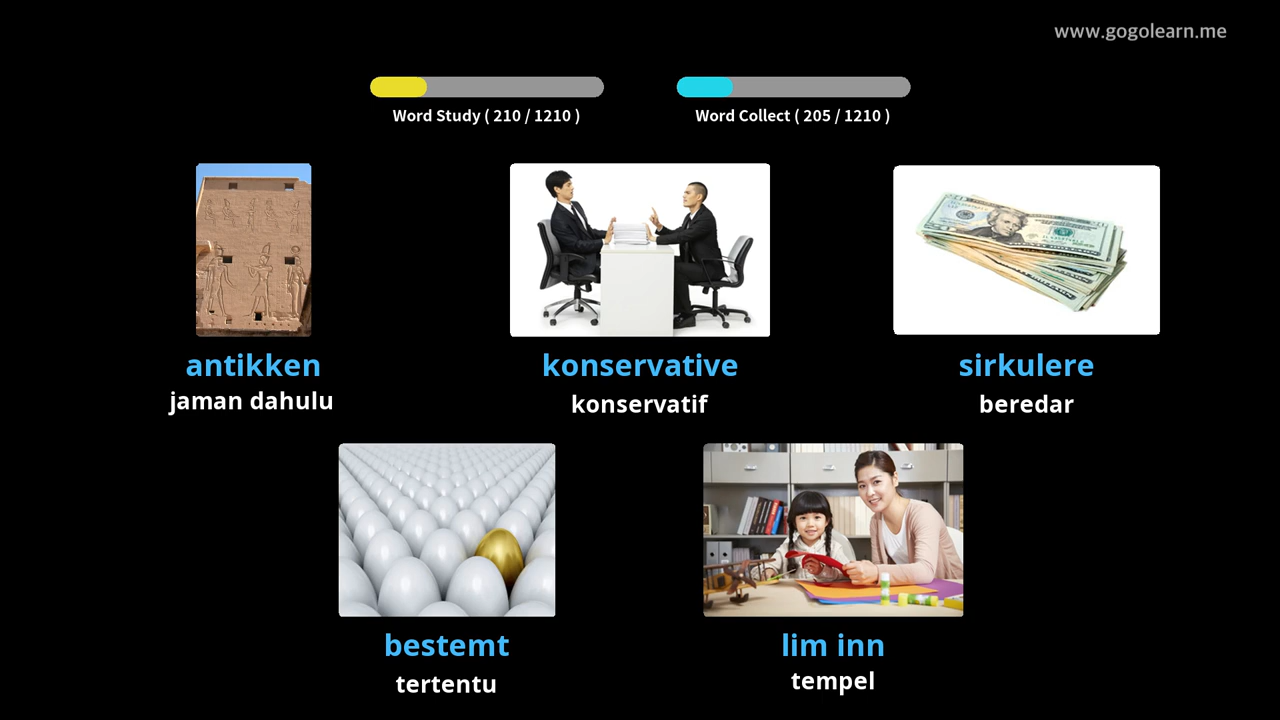 www.gogolearn.me
Word Study ( 210 / 1210 )
Word Collect ( 205 / 1210 )
antikken
jaman dahulu
konservative
konservatif
sirkulere
beredar
bestemt
tertentu
lim inn
tempel